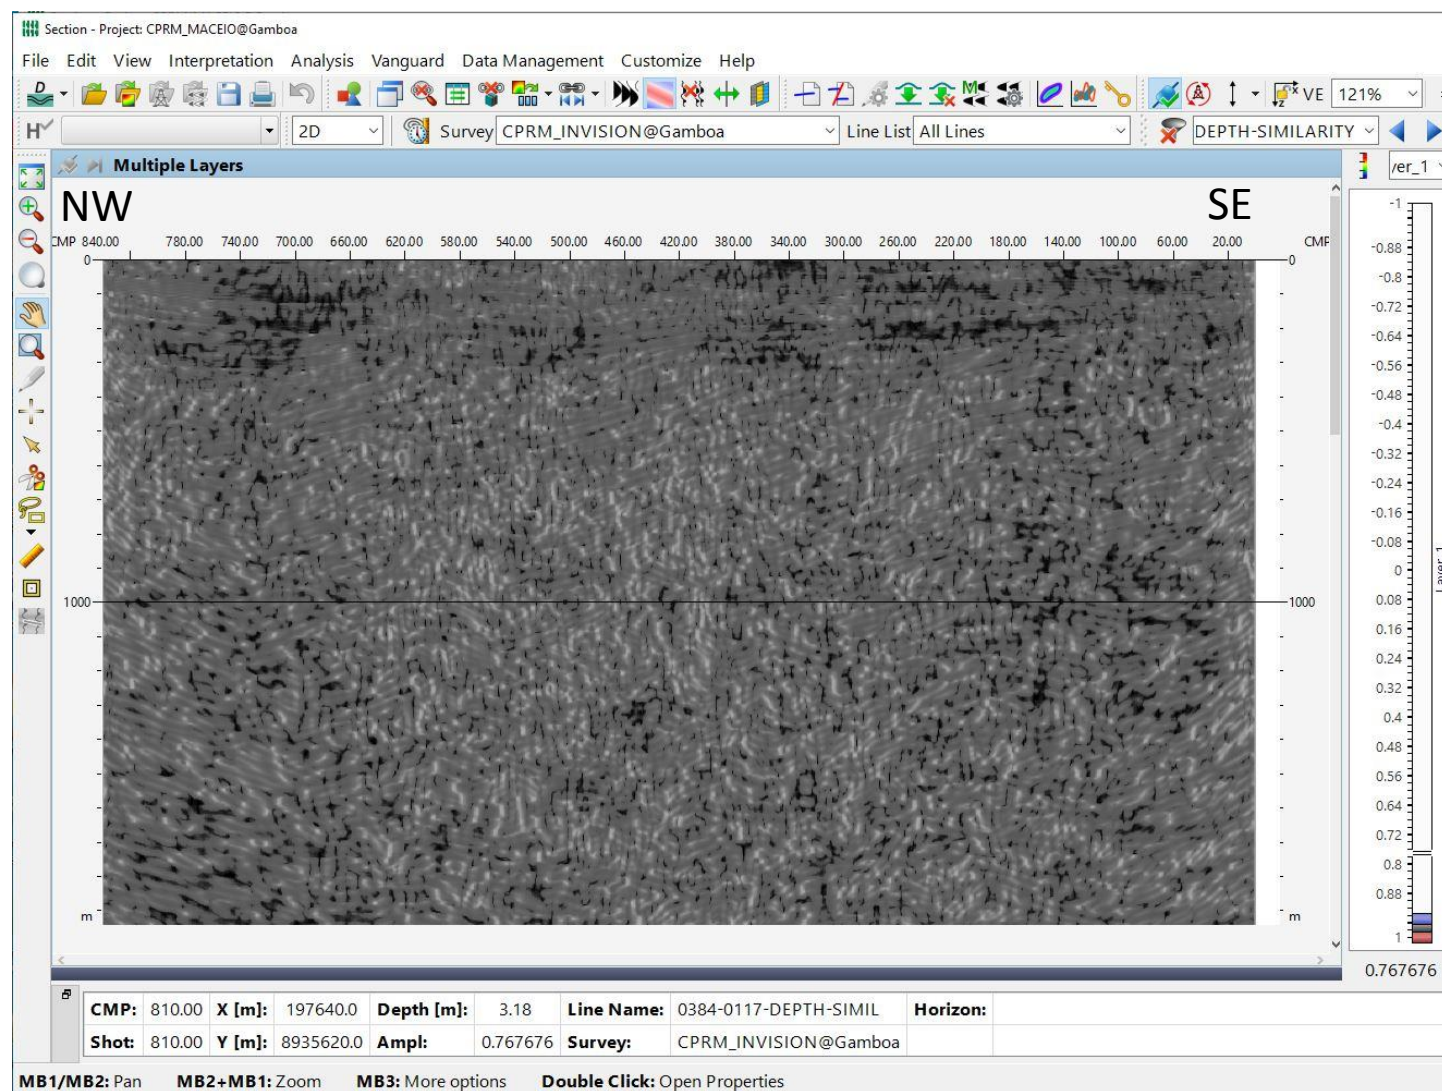 Section - Project: CPRM_MACEIO@Gamboa
File Edit View Interpretation Analysis Vanguard Data Management Customize Help
D VE 121%
H 2D Survey CPRM_INVISION@Gamboa Line List All Lines DEPTH-SIMILARITY
Multiple Layers /er_1
NW SE
CMP 840.00 780.00 740.00 700.00 660.00 620.00 580.00 540.00 500.00 460.00 420.00 380.00 340.00 300.00 260.00 220.00 180.00 140.00 100.00 60.00 20.00 CMP
0 0
1000 1000
m m
-1
-0.88
-0.8
-0.72
-0.64
-0.56
-0.48
-0.4
-0.32
-0.24
-0.16
-0.08
0
0.08
0.16
0.24
0.32
0.4
0.48
0.56
0.64
0.72
0.8
0.88
1
Layer_1
0.767676
CMP: 810.00 X [m]: 197640.0 Depth [m]: 3.18 Line Name: 0384-0117-DEPTH-SIMIL Horizon:
Shot: 810.00 Y [m]: 8935620.0 Ampl: 0.767676 Survey: CPRM_INVISION@Gamboa
MB1/MB2: Pan MB2+MB1: Zoom MB3: More options Double Click: Open Properties